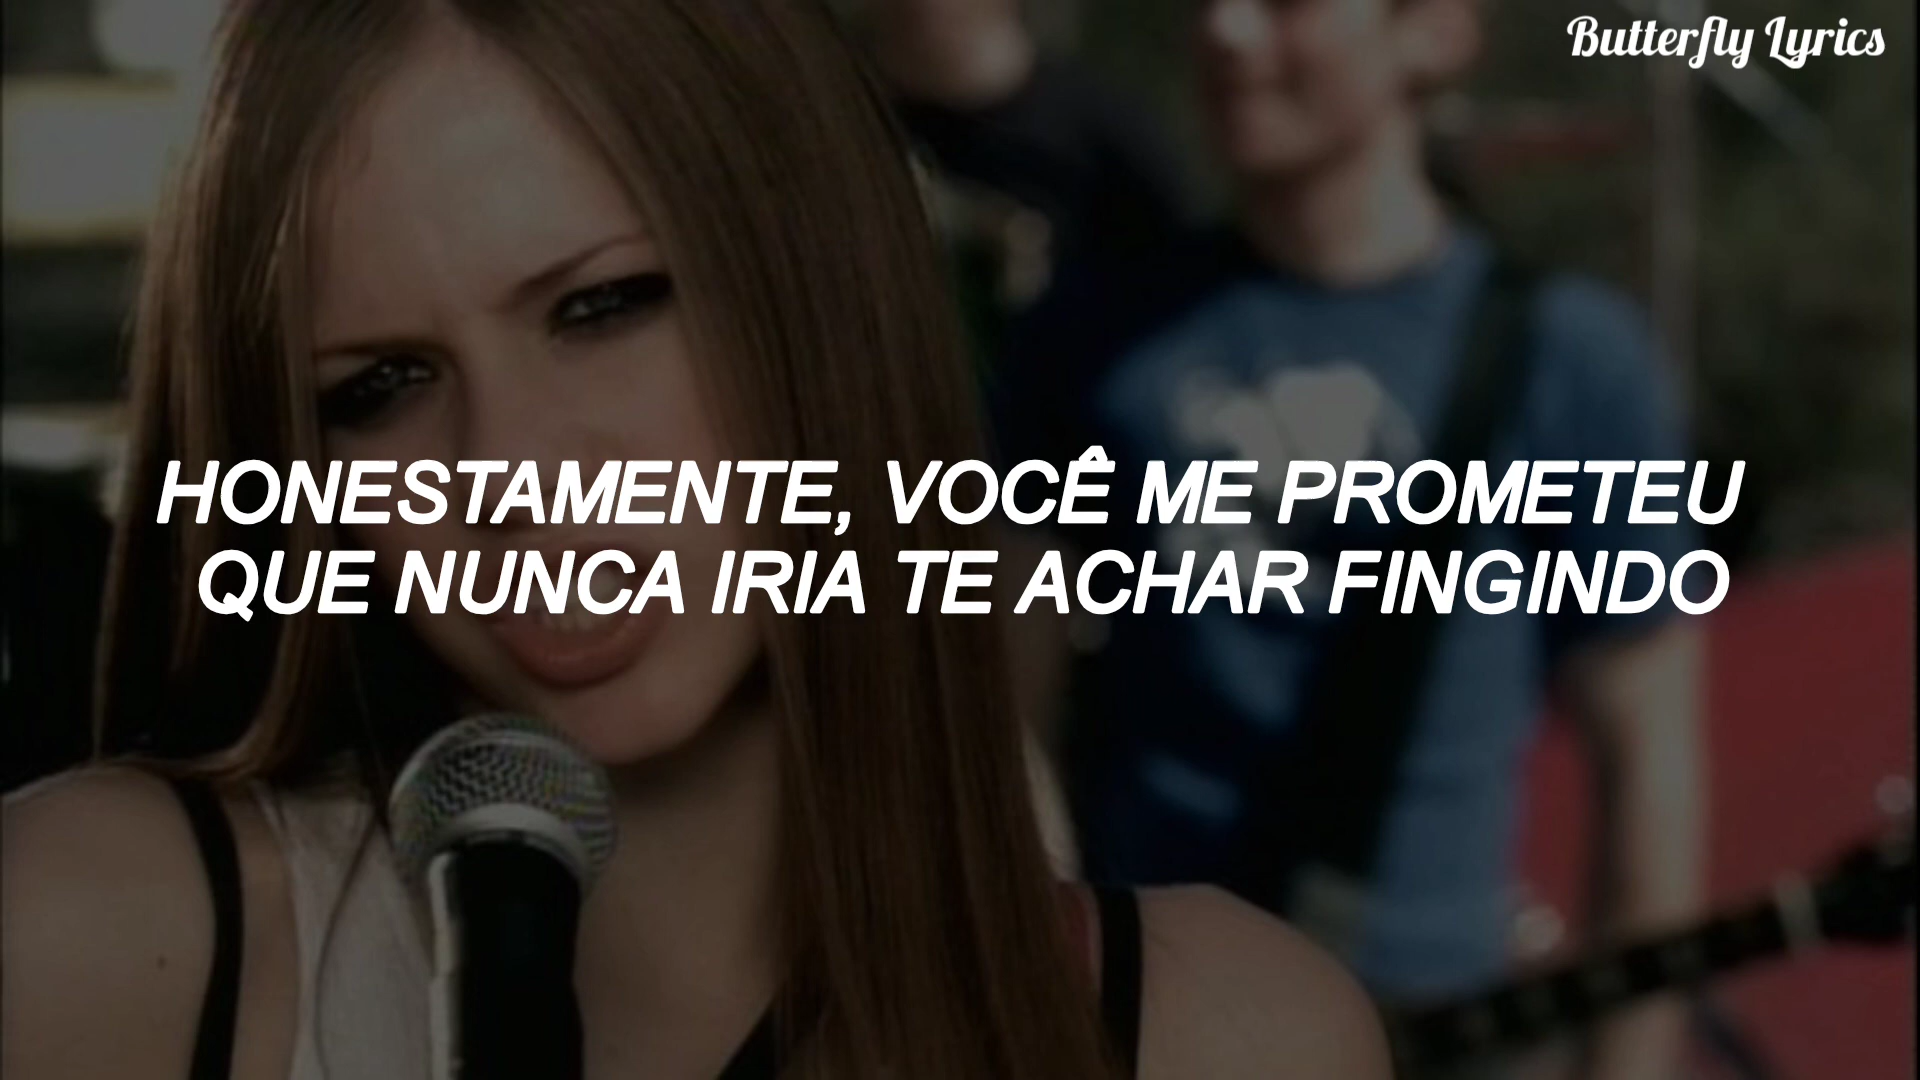 Butterfly Lyrics
HONESTAMENTE, VOCÊ ME PROMETEU
QUE NUNCA IRIA TE ACHAR FINGINDO